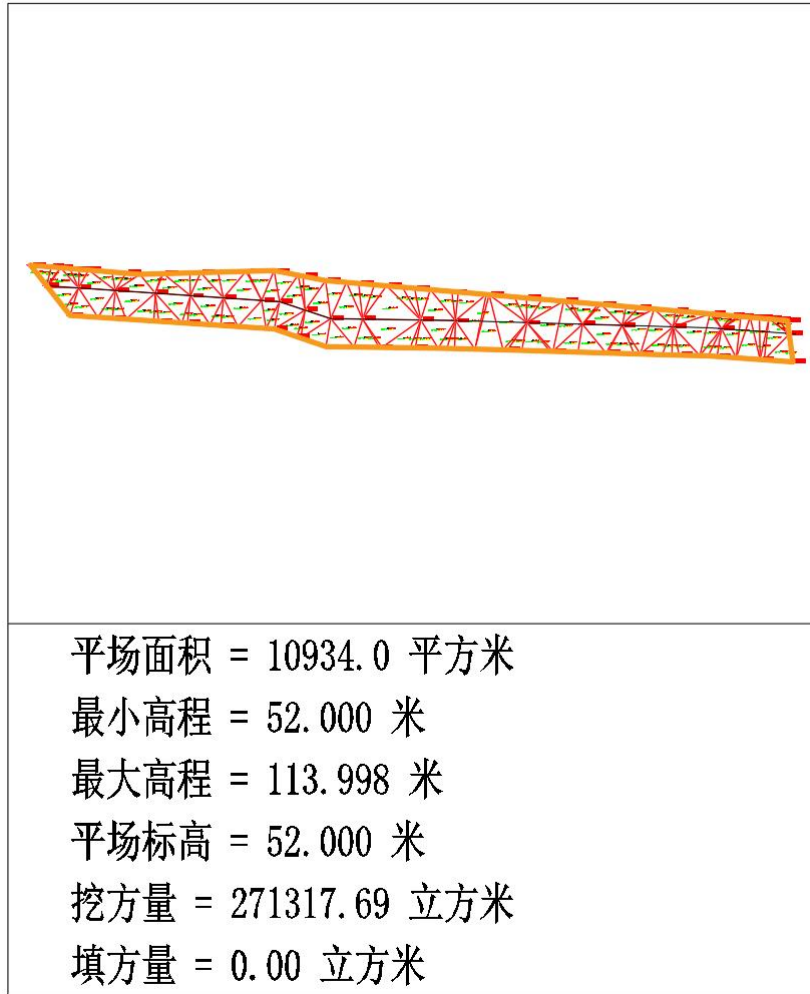 平场面积 = 10934.0 平方米
最小高程 = 52.000 米
最大高程 = 113.998 米
平场标高 = 52.000 米
挖方量 = 271317.69 立方米
填方量 = 0.00 立方米